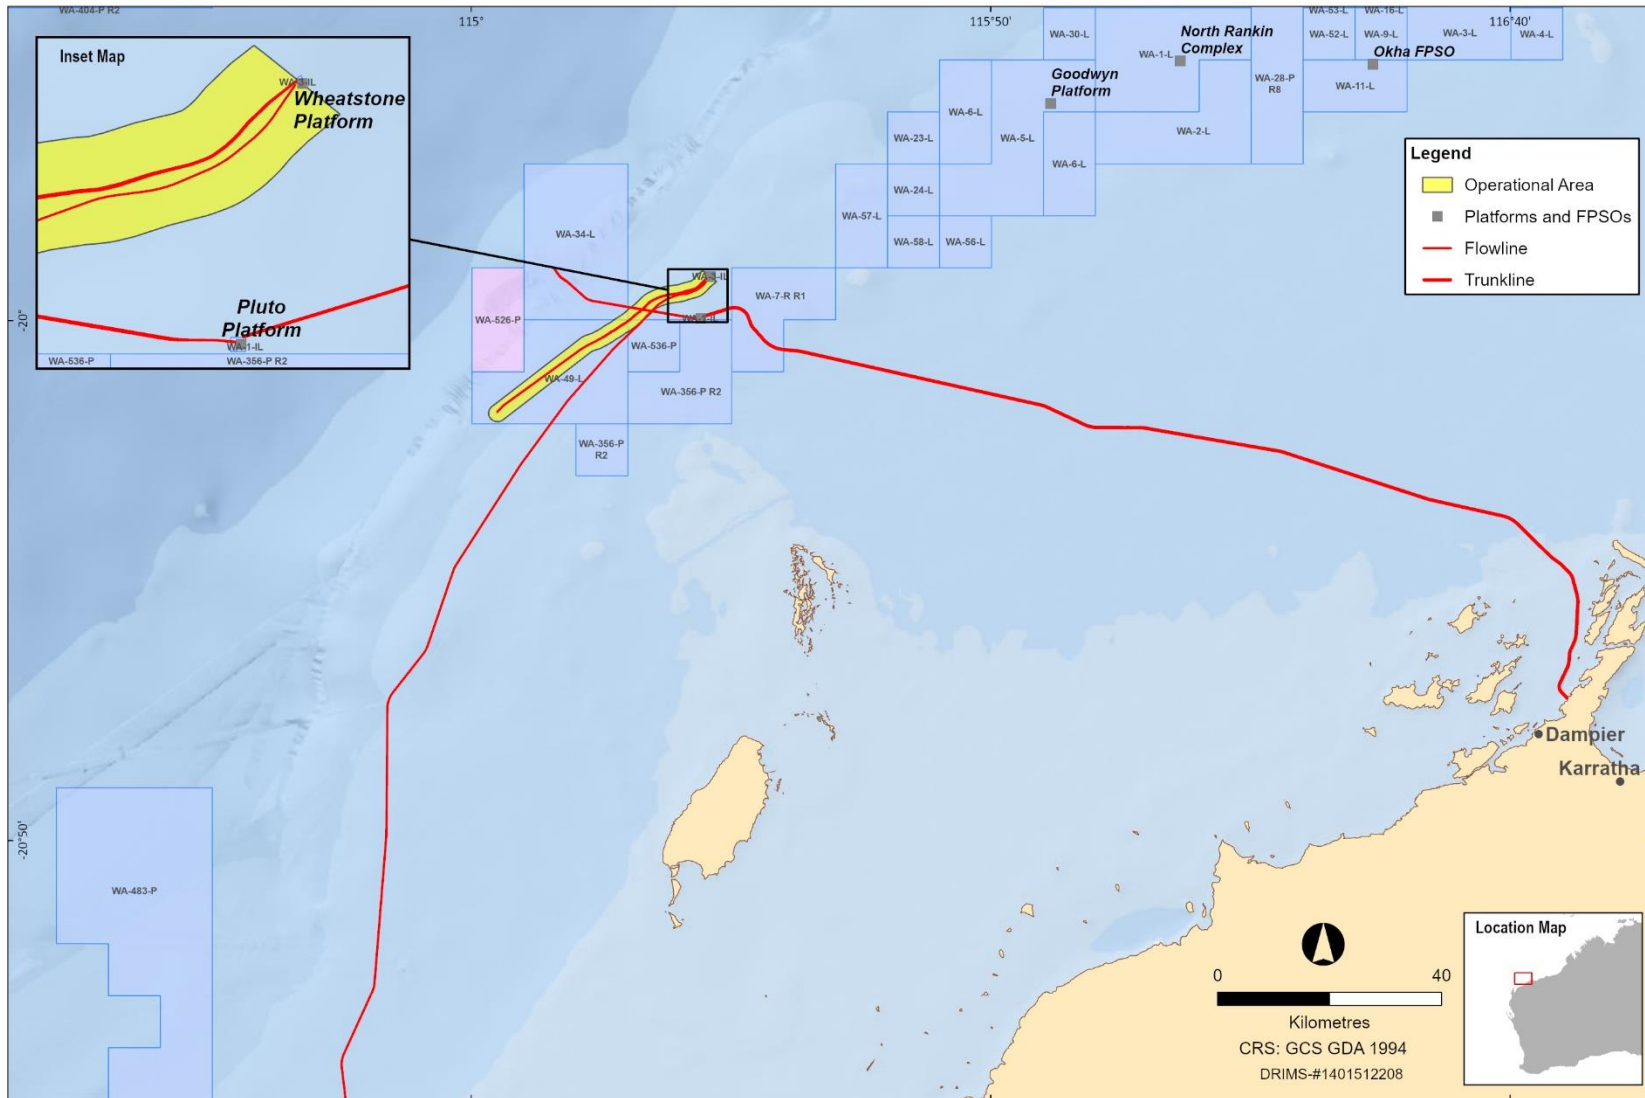 WA-404-P R2
115°
115°50'
116°40'
Inset Map
WA-3-IL
Wheatstone
Platform
Pluto
Platform
WA-1-IL
WA-536-P
WA-356-P R2
WA-30-L
WA-1-L
North Rankin
Complex
WA-53-L
WA-16-L
WA-52-L
WA-9-L
WA-3-L
WA-4-L
Okha FPSO
WA-28-P
R8
WA-11-L
Goodwyn
Platform
WA-6-L
WA-23-L
WA-5-L
WA-2-L
WA-6-L
WA-24-L
WA-57-L
WA-58-L
WA-56-L
WA-34-L
WA-7-R R1
WA-526-P
WA-536-P
WA-49-L
WA-356-P R2
WA-356-P
R2
Legend
Operational Area
Platforms and FPSOs
Flowline
Trunkline
-20°
-20°50'
WA-483-P
Dampier
Karratha
0
40
Kilometres
CRS: GCS GDA 1994
DRIMS-#1401512208
Location Map